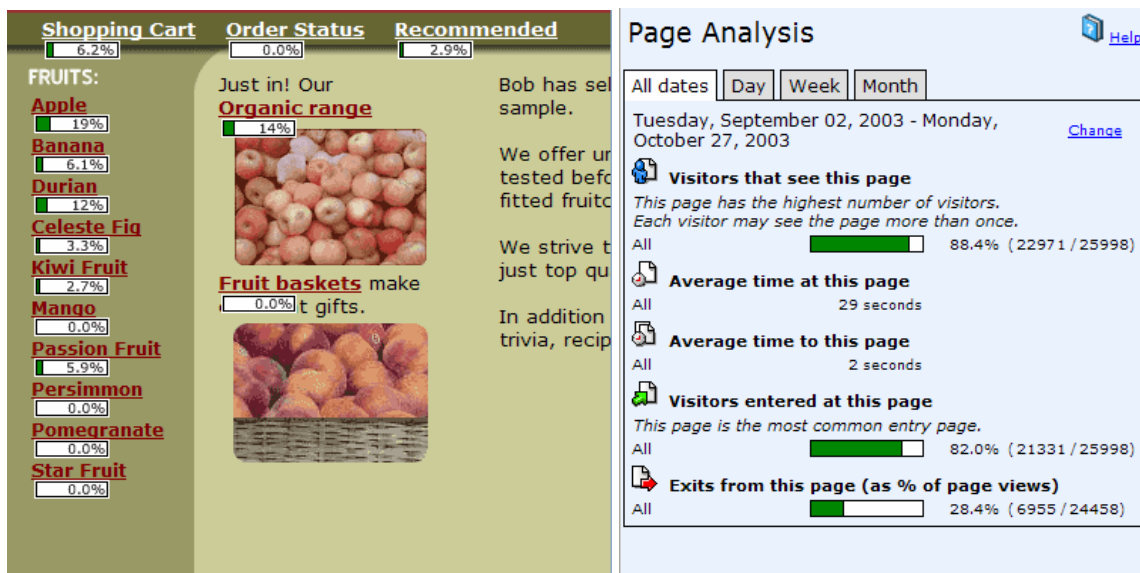 Shopping Cart Order Status Recommended
6.2% 0.0% 2.9%
FRUITS:
Apple
19%
Banana
6.1%
Durian
12%
Celeste Fig
3.3%
Kiwi Fruit
2.7%
Mango
0.0%
Passion Fruit
5.9%
Persimmon
0.0%
Pomegranate
0.0%
Star Fruit
0.0%
Just in! Our
Organic range
14%
Fruit baskets make
0.0% t gifts.
Bob has sel
sample.
We offer
tested befo
fitted fruitc
We strive t
just top qu
In addition
trivia, recip
Page Analysis
Help
All dates Day Week Month
Tuesday, September 02, 2003 - Monday,
October 27, 2003
Change
Visitors that see this page
This page has the highest number of visitors.
Each visitor may see the page more than once.
All 88.4% (22971/25998)
Average time at this page
All 29 seconds
Average time to this page
All 2 seconds
Visitors entered at this page
This page is the most common entry page.
All 82.0% (21331/25998)
Exits from this page (as % of page views)
All 28.4% (6955/24458)